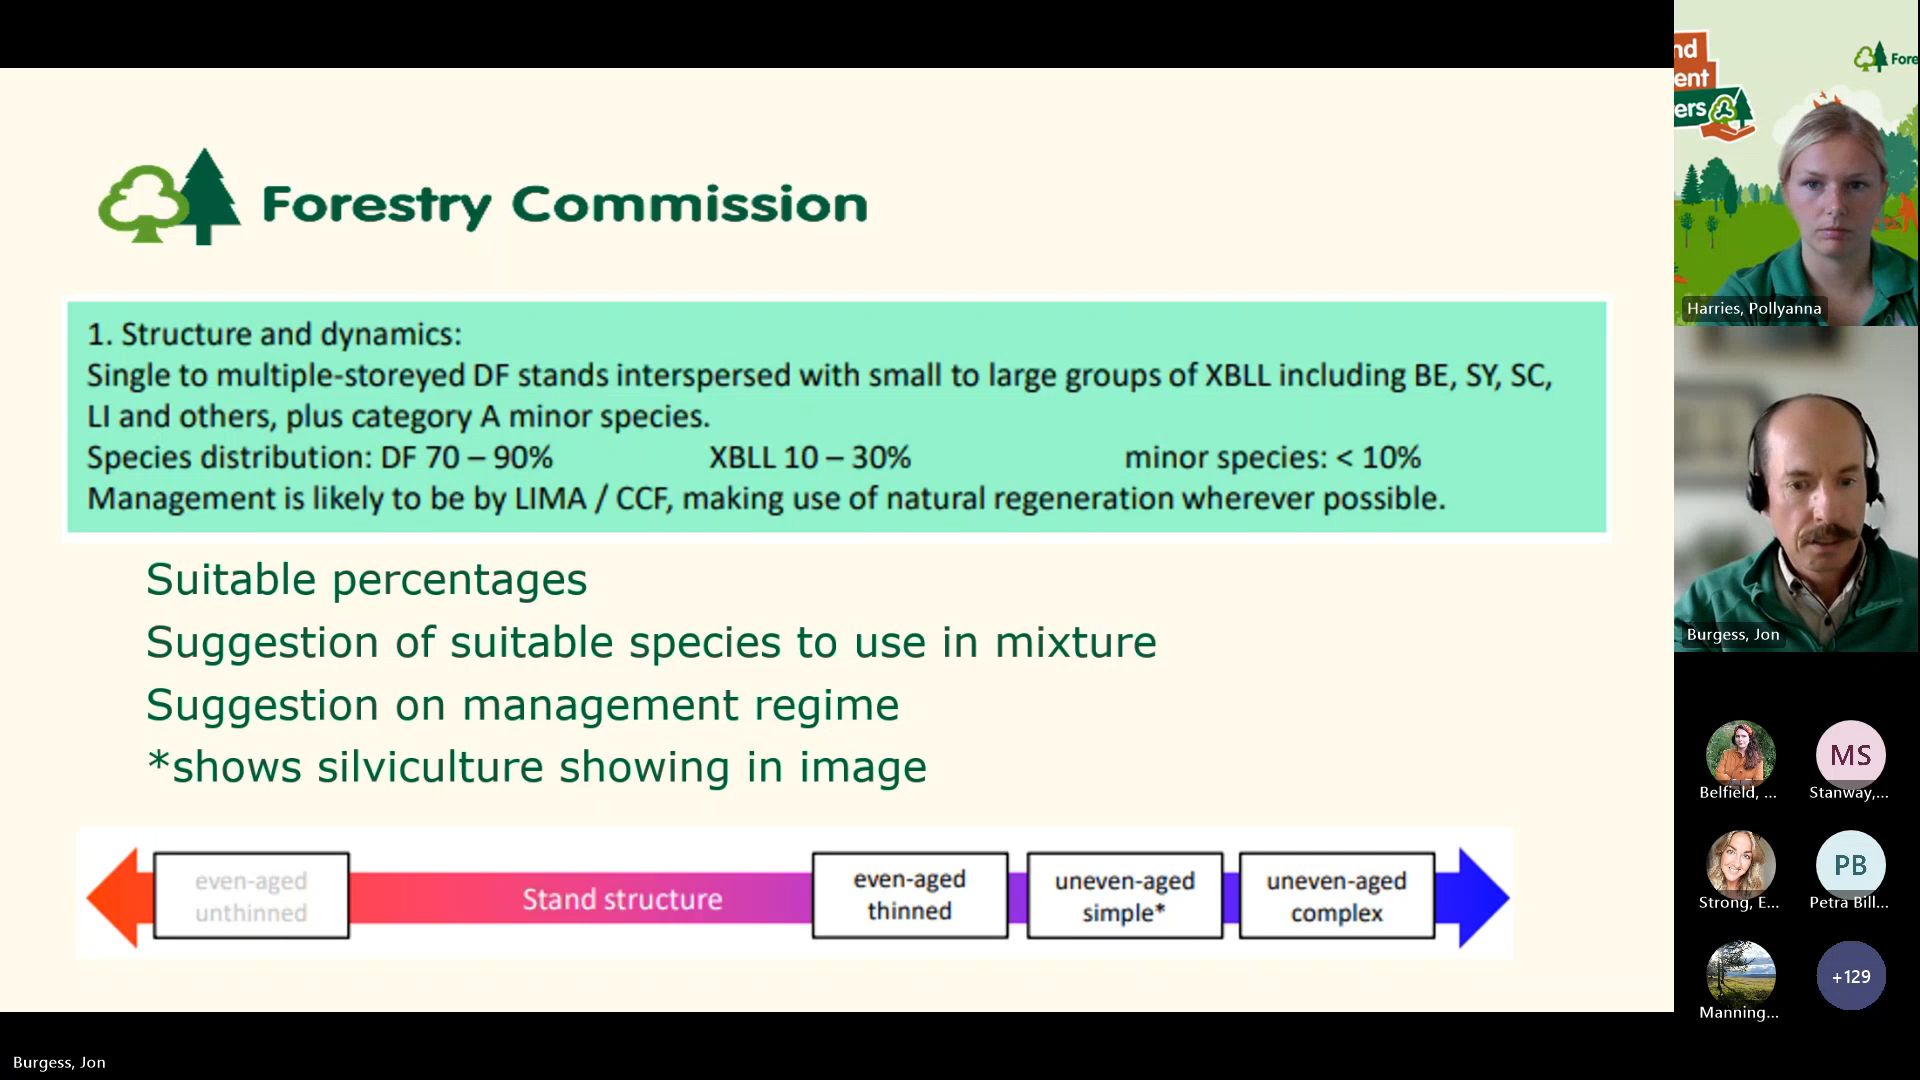 Forestry Commission
1. Structure and dynamics:
Single to multiple-storeyed DF stands interspersed with small to large groups of XBLL including BE, SY, SC,
LI and others, plus category A minor species.
Species distribution: DF 70 – 90% XBLL 10 – 30% minor species: < 10%
Management is likely to be by LIMA / CCF, making use of natural regeneration wherever possible.
Suitable percentages
Suggestion of suitable species to use in mixture
Suggestion on management regime
*shows silviculture showing in image
even-aged
unthinned
Stand structure
even-aged
thinned
uneven-aged
simple*
uneven-aged
complex
nd
ent
ers
Fore
Harries, Pollyanna
Burgess, Jon
MS
Belfield, ...
Stanway,...
PB
Strong, E...
Petra Bill...
+129
Manning...
Burgess, Jon